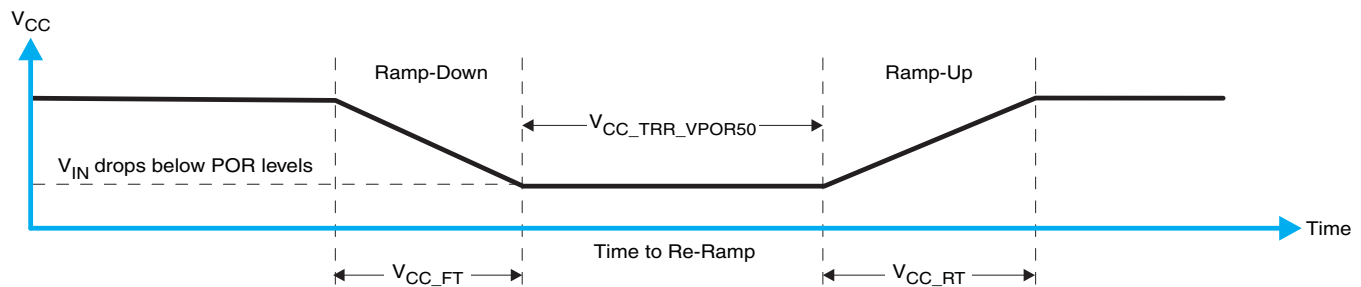 VCC
Ramp-Down
Ramp-Up
VCC_TRR_VPOR50
VIN drops below POR levels
Time
Time to Re-Ramp
VCC_FT
VCC_RT